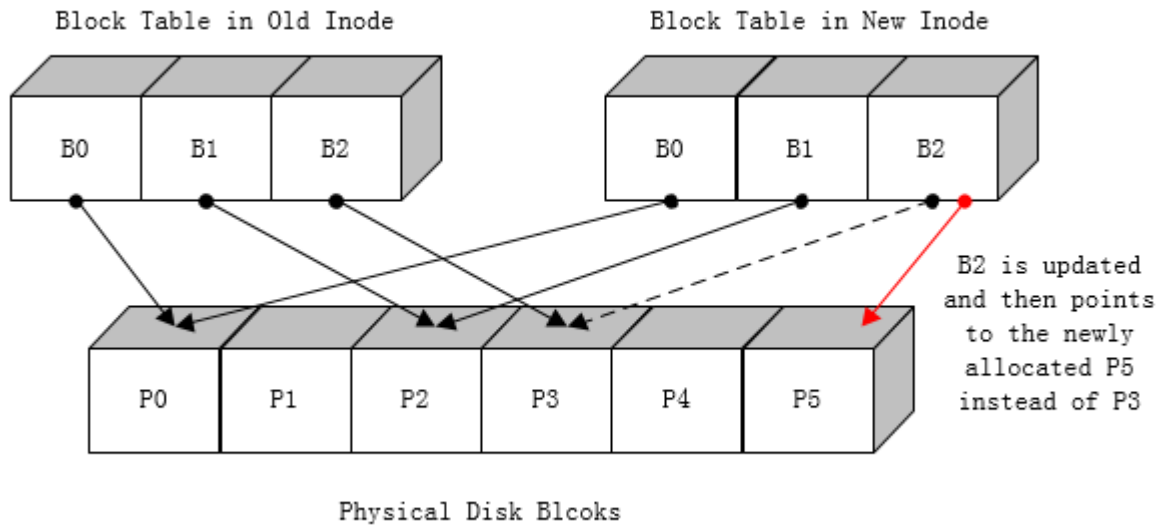 Block Table in Old Inode
Block Table in New Inode
B0 B1 B2
B0 B1 B2
B2 is updated
and then points
to the newly
allocated P5
instead of P3
P0 P1 P2 P3 P4 P5
Physical Disk Blcoks